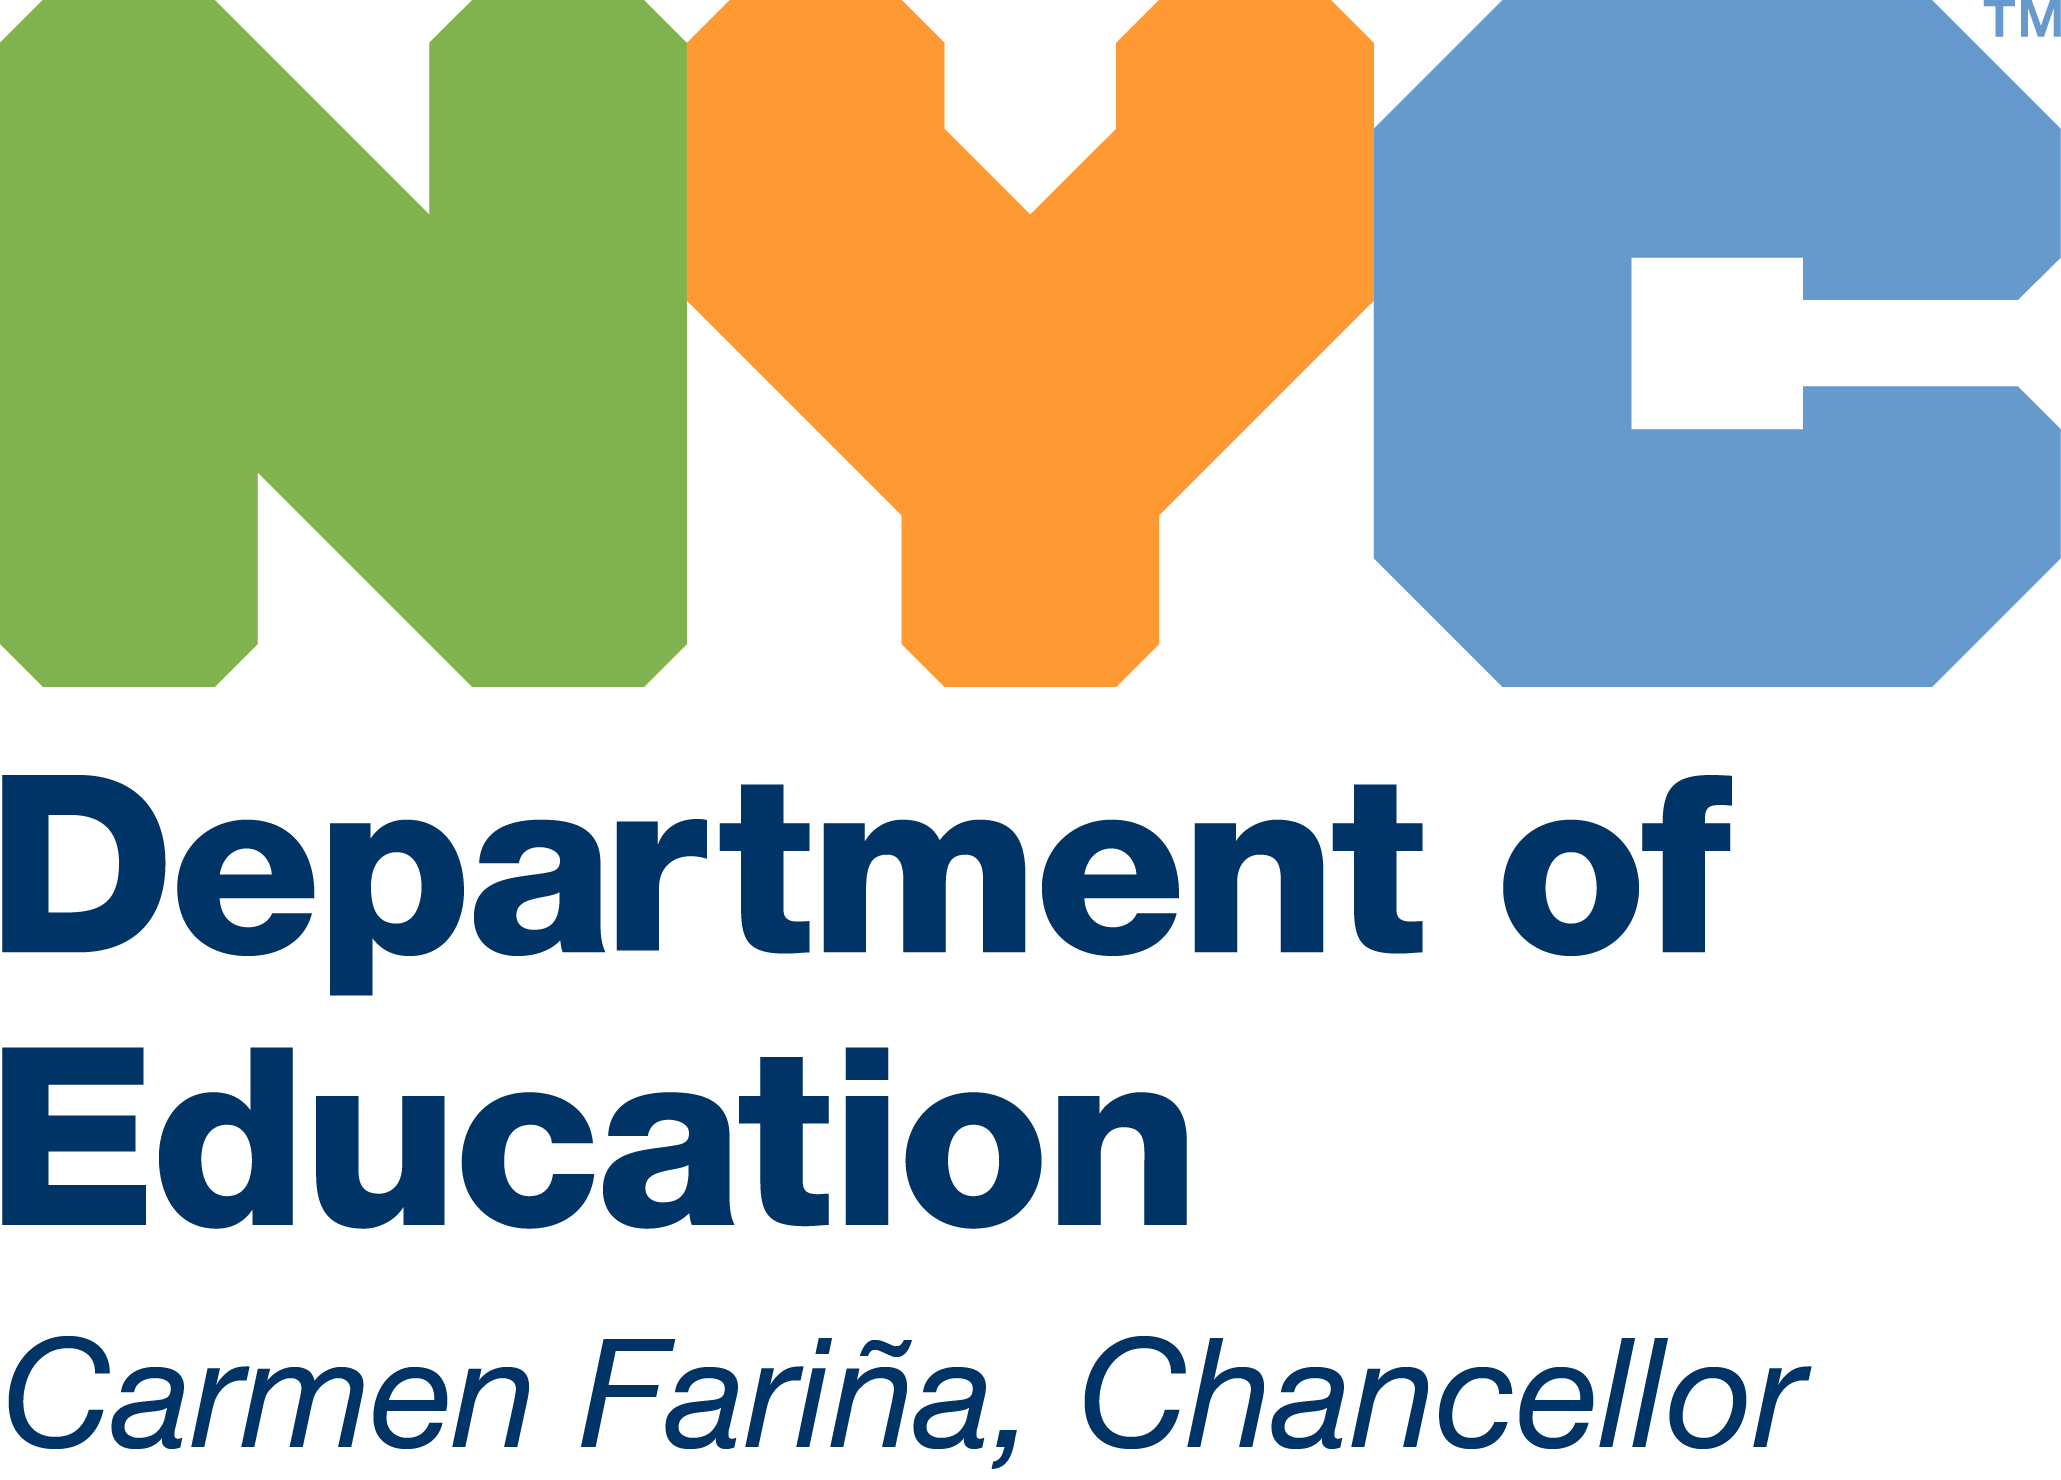 NYC™
Department of
Education
Carmen Fariña, Chancellor